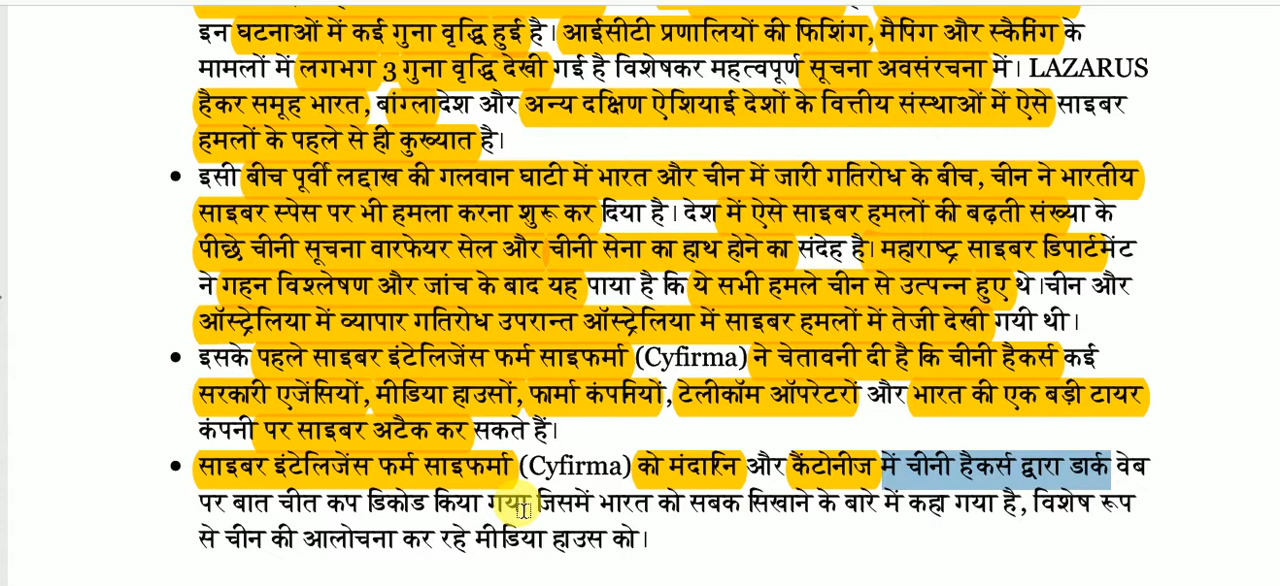 इन घटनाओं में कई गुना वृद्धि हुई है। आईसीटी प्रणालियों की फिशिंग, मैपिंग और स्कैनिंग के
मामलों में लगभग 3 गुना वृद्धि देखी गई है विशेषकर महत्वपूर्ण सूचना अवसंरचना में। LAZARUS
हैकर समूह भारत, बांग्लादेश और अन्य दक्षिण ऐशियाई देशों के वित्तीय संस्थाओं में ऐसे साइबर
हमलों के पहले से ही कुख्यात है।
• इसी बीच पूर्वी लद्दाख की गलवान घाटी में भारत और चीन में जारी गतिरोध के बीच, चीन ने भारतीय
साइबर स्पेस पर भी हमला करना शुरू कर दिया है। देश में ऐसे साइबर हमलों की बढ़ती संख्या के
पीछे चीनी सूचना वारफेयर सेल और चीनी सेना का हाथ होने का संदेह है। महाराष्ट्र साइबर डिपार्टमेंट
ने गहन विश्लेषण और जांच के बाद यह पाया है कि ये सभी हमले चीन से उत्पन्न हुए थे।चीन और
ऑस्ट्रेलिया में व्यापार गतिरोध उपरान्त ऑस्ट्रेलिया में साइबर हमलों में तेजी देखी गयी थी।
• इसके पहले साइबर इंटेलिजेंस फर्म साइफर्मा (Cyfirma) ने चेतावनी दी है कि चीनी हैकर्स कई
सरकारी एजेंसियों, मीडिया हाउसों, फार्मा कंपनियों, टेलीकॉम ऑपरेटरों और भारत की एक बड़ी टायर
कंपनी पर साइबर अटैक कर सकते हैं।
• साइबर इंटेलिजेंस फर्म साइफर्मा (Cyfirma) को मंदारिन और कैंटोनीज में चीनी हैकर्स द्वारा डार्क वेब
पर बात चीत कप डिकोड किया गया जिसमें भारत को सबक सिखाने के बारे में कहा गया है, विशेष रूप
से चीन की आलोचना कर रहे मीडिया हाउस को।